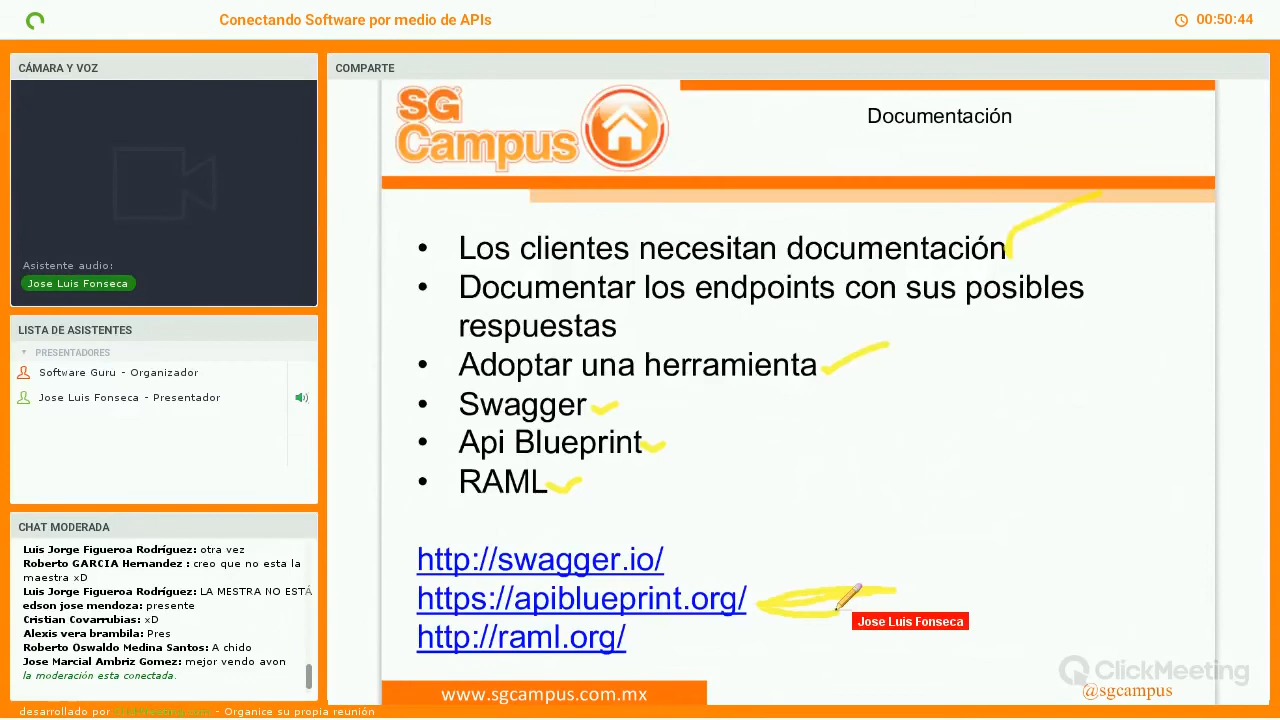 Conectando Software por medio de APIs
00:50:44
CÁMARA Y VOZ
Asistente audio:
Jose Luis Fonseca
LISTA DE ASISTENTES
PRESENTADORES
Software Guru - Organizador
Jose Luis Fonseca - Presentador
CHAT MODERADA
Luis Jorge Figueroa Rodríguez: otra vez
Roberto GARCIA Hernandez : creo que no esta la
maestra xD
Luis Jorge Figueroa Rodríguez: LA MESTRA NO ESTÁ
edson jose mendoza: presente
Cristian Covarrubias: xD
Alexis vera brambila: Pres
Roberto Oswaldo Medina Santos: A chido
Jose Marcial Ambriz Gomez: mejor vendo avon
la moderación esta conectada.
COMPARTE
SG
Campus
Documentación
• Los clientes necesitan documentación
• Documentar los endpoints con sus posibles
respuestas
• Adoptar una herramienta
• Swagger
• Api Blueprint
• RAML
http://swagger.io/
https://apiblueprint.org/
http://raml.org/
Jose Luis Fonseca
www.sgcampus.com.mx
ClickMeeting
@sgcampus
desarrollado por - Organice su propia reunión